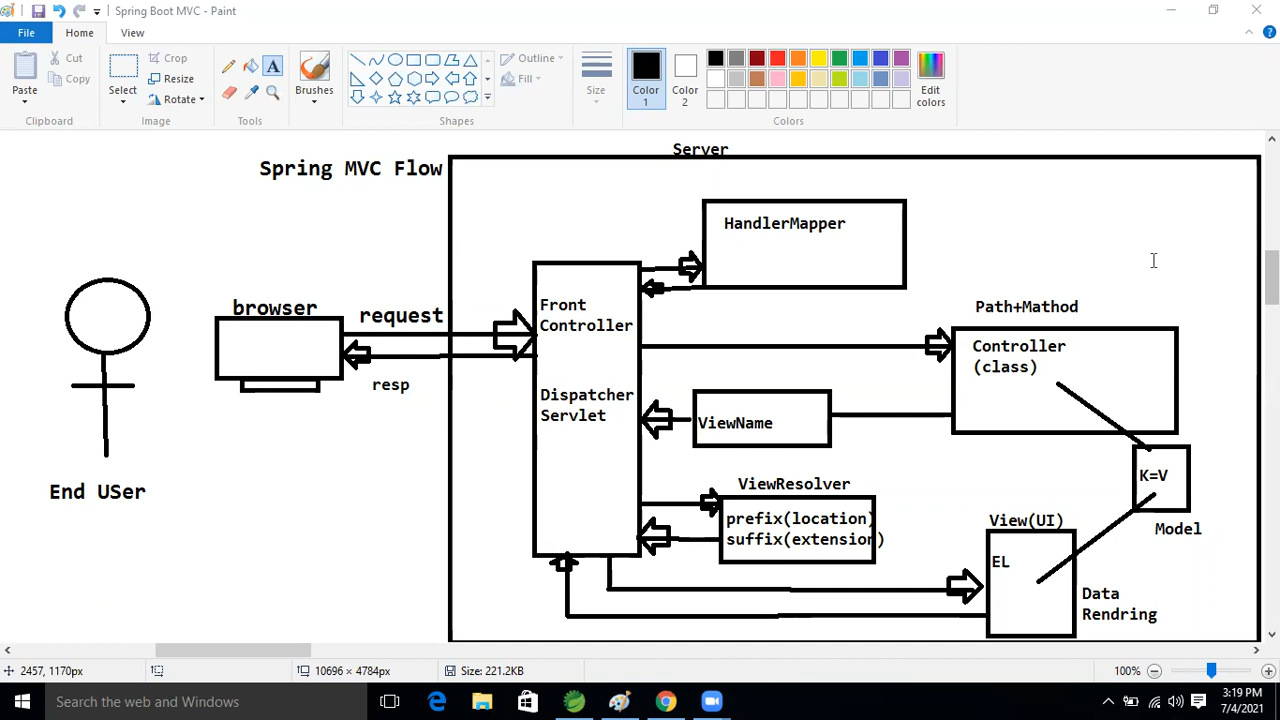 Spring Boot MVC - Paint
File
Home
View
Paste
Cut
Copy
Clipboard
Select
Crop
Resize
Rotate
Image
Tools
Brushes
Shapes
Outline
Fill
Size
Color
1
Color
2
Edit
colors
Colors
Server
Spring MVC Flow
HandlerMapper
Front
Controller
Path+Mathod
browser
request
Controller
(class)
resp
Dispatcher
Servlet
ViewName
K=V
End USer
ViewResolver
prefix(location)
suffix(extension)
View(UI)
Model
EL
Data
Rendring
2457, 1170px
10696 × 4784px
Size: 221.2KB
100%
Search the web and Windows
3:19 PM
7/4/2021